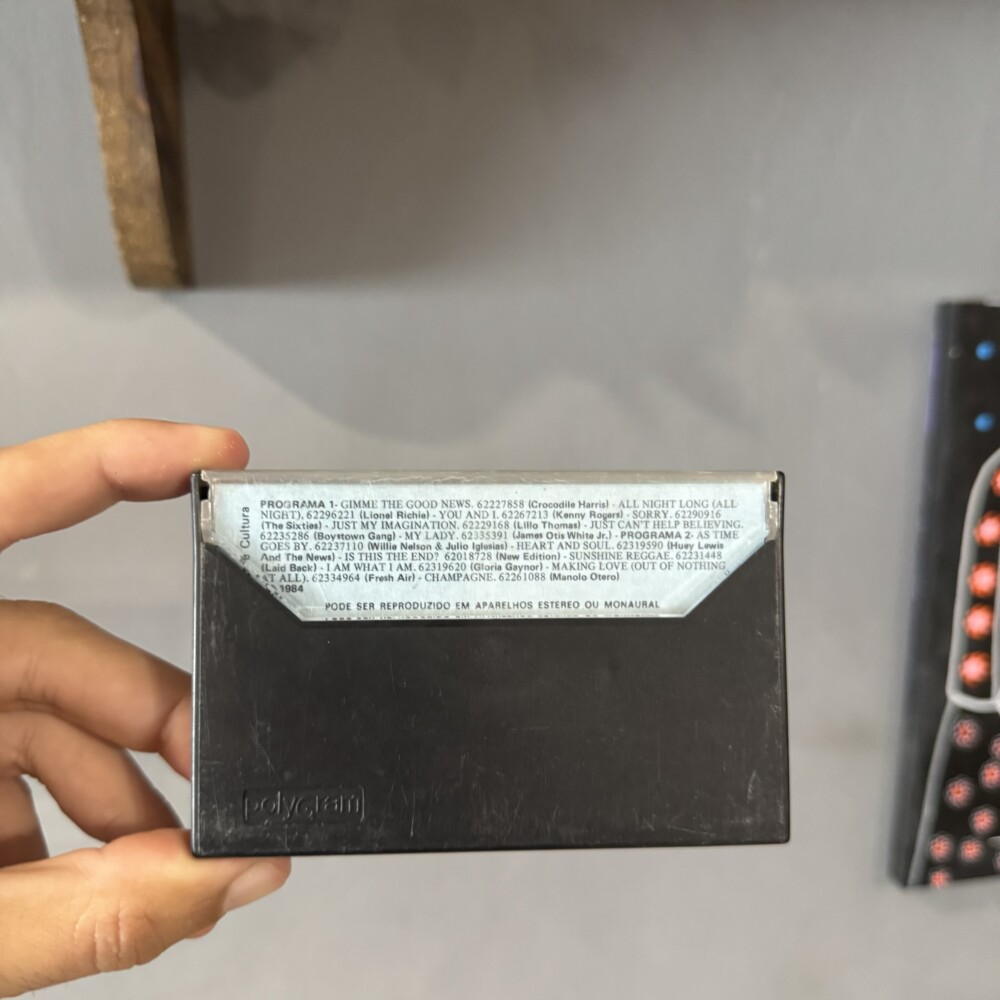 e Cultura
PROGRAMA 1- GIMME THE GOOD NEWS. 62227858 (Crocodile Harris) - ALL NIGHT LONG (ALL
NIGHT), 62296221 (Lionel Richie) - YOU AND I. 62267213 (Kenny Rogers) - SORRY. 62290916
(The Sixties) - JUST MY IMAGINATION. 62229168 (Lillo Thomas) - JUST CAN'T HELP BELIEVING.
62235286 (Boystown Gang) - MY LADY. 62335391 (James Otis White Jr.) - PROGRAMA 2- AS TIME
GOES BY. 62237110 (Willie Nelson & Julio Iglesias) - HEART AND SOUL. 62319590 (Huey Lewis
And The News) - IS THIS THE END? 62018728 (New Edition) - SUNSHINE REGGAE. 62231448
(Laid Back) - I AM WHAT I AM. 62319620 (Gloria Gaynor) - MAKING LOVE (OUT OF NOTHING
AT ALL). 62334964 (Fresh Air) - CHAMPAGNE. 62261088 (Manolo Otero)
1984
PODE SER REPRODUZIDO EM APARELHOS ESTEREO OU MONAURAL
polygram